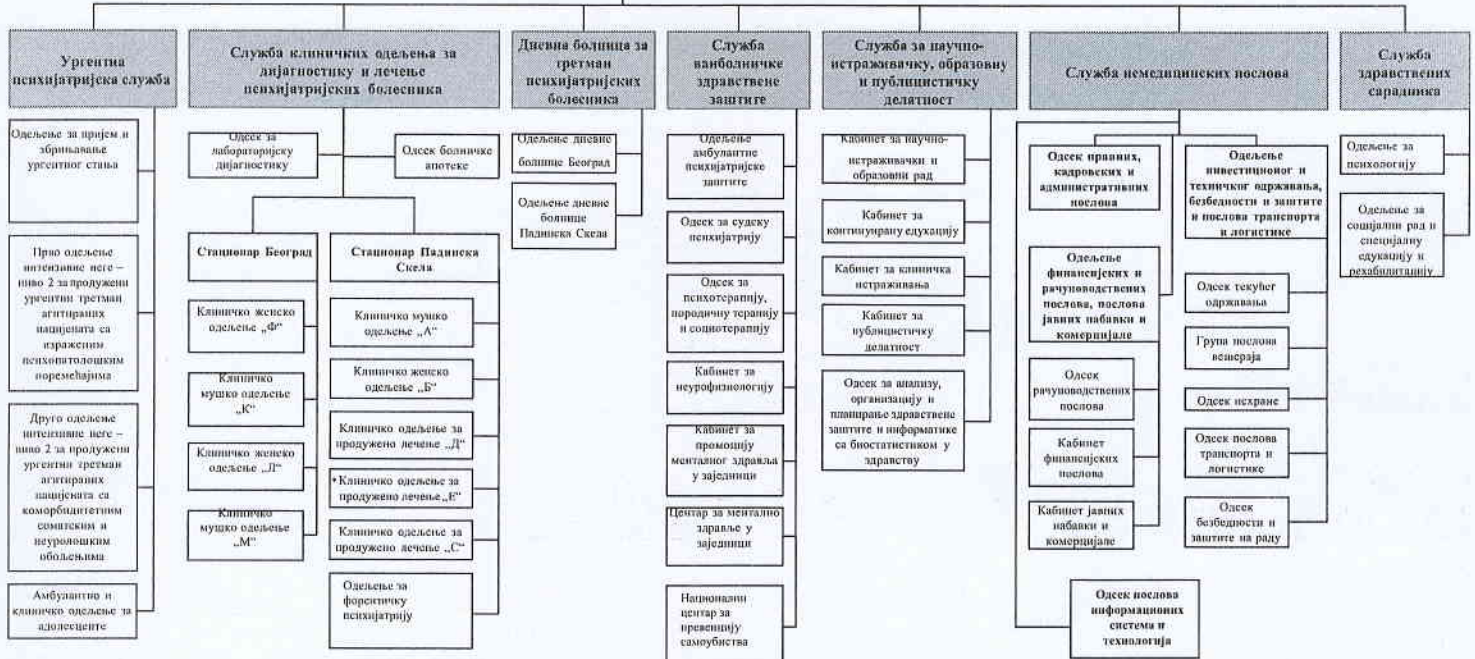 Ургентна
психијатријска служба
Служба клиничких одељења за
дијагностику и лечење
психијатријских болесника
Дневна болница за
третман
психијатријских
болесника
Служба
ванболничке
здравствене
заштите
Служба за научно-
истраживачку, образовну
и публицистичку
делатност
Служба немедицинских послова
Служба
здравствених
сарадника
Одељење за пријем и
збрињавање
ургентног стања
Прво одељење
интензивне неге –
ниво 2 за продужени
ургентни третман
агитираних
пацијената са
израженим
психопатолошким
поремећајима
Друго одељење
интензивне неге –
ниво 2 за продужени
ургентни третман
агитираних
пацијената са
коморбидитетним
соматским и
неуролошким
обољењима
Амбулантно и
клиничко одељење за
адолесценте
Одсек за
лабораторијску
дијагностику
Одсек болничке
апотеке
Стационар Београд
Клиничко женско
одељење „Ф“
Клиничко
мушко одељење
„К“
Клиничко женско
одељење „Л“
Клиничко
мушко одељење
„М“
Стационар Падинска
Скела
Клиничко мушко
одељење „А“
Клиничко женско
одељење „Б“
Клиничко одељење за
продужено лечење „Д“
*Клиничко одељење за
продужено лечење „Е“
Клиничко одељење за
продужено лечење „С“
Одељење за
форензичку
психијатрију
Одељење дневне
болнице Београд
Одељење дневне
болнице
Падинска Скела
Одељење
амбулантне
психијатријске
заштите
Одсек за судску
психијатрију
Одсек за
психотерапију,
породичну терапију
и социотерапију
Кабинет за
неурофизиологију
Кабинет за
промоцију
менталног здравља
у заједници
Центар за ментално
здравље у
заједници
Национални
центар за
превенцију
самоубиства
Кабинет за научно-
истраживачки и
образовни рад
Кабинет за
континуирану едукацију
Кабинет за клиничка
истраживања
Кабинет за
публицистичку
делатност
Одсек за анализу,
организацију и
планирање здравствене
заштите и информатике
са биостатистиком у
здравству
Одсек правних,
кадровских и
административних
послова
Одељење
финансијских и
рачуноводствених
послова, послова
јавних набавки и
комерцијале
Одсек
рачуноводствених
послова
Кабинет
финансијских
послова
Кабинет јавних
набавки и
комерцијале
Одељење
инвестиционог и
техничког одржавања,
безбедности и заштите
и послова транспорта
и логистике
Одсек текућег
одржавања
Група послова
вешераја
Одсек исхране
Одсек послова
транспорта и
логистике
Одсек
безбедности и
заштите на раду
Одсек послова
информационих
система и
технологија
Одељење за
психологију
Одељење за
социјални рад и
специјалну
едукацију и
рехабилитацију